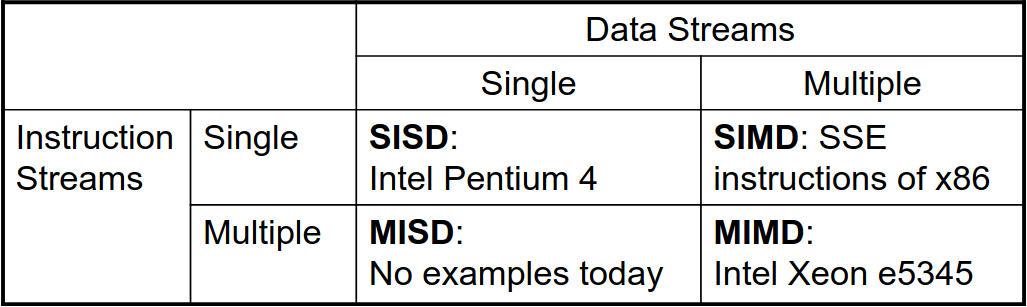 Data Streams
Single
Multiple
Instruction
Streams
Single
SISD:
Intel Pentium 4
SIMD: SSE
instructions of x86
Multiple
MISD:
No examples today
MIMD:
Intel Xeon e5345